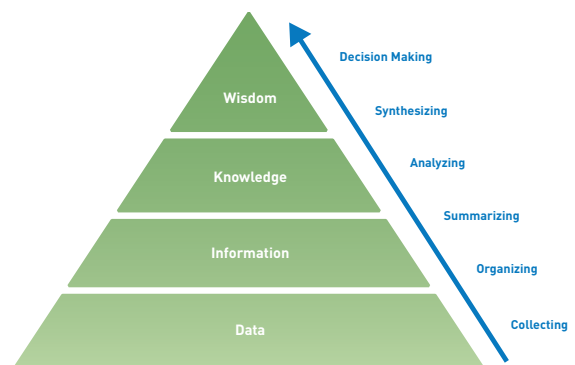 Decision Making
Wisdom
Synthesizing
Analyzing
Knowledge
Summarizing
Information
Organizing
Collecting
Data